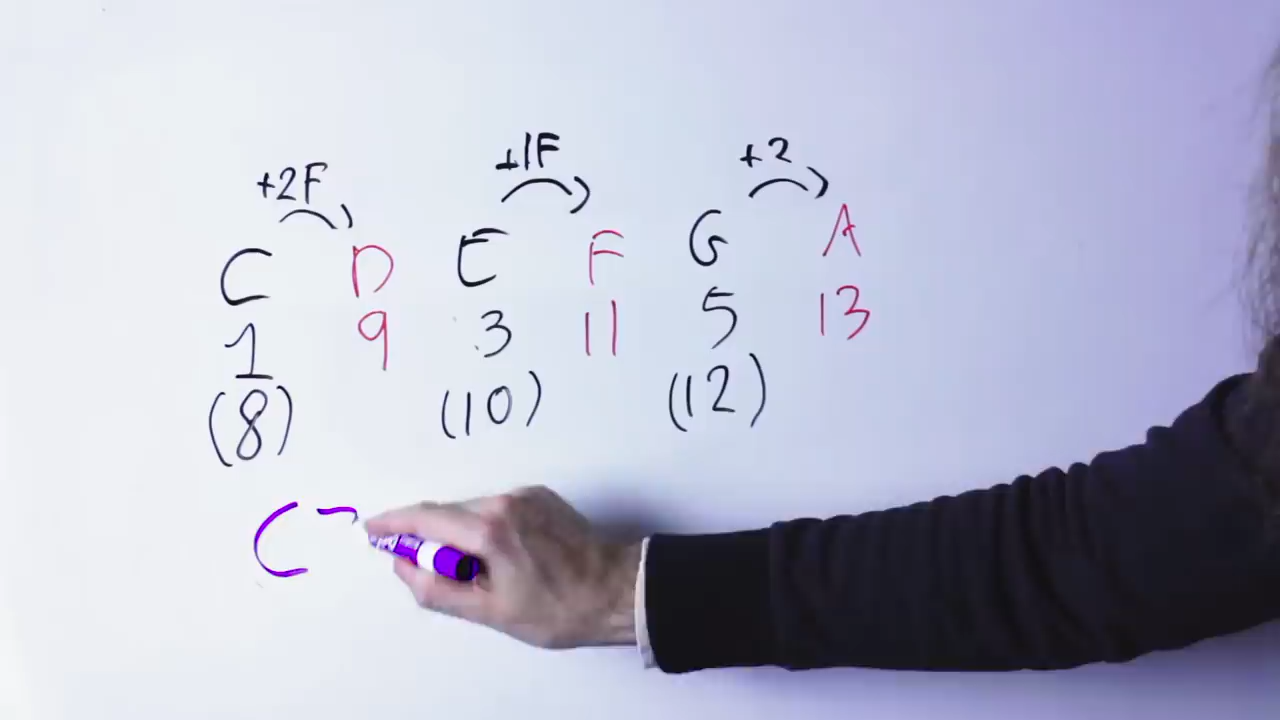 +2F +1F +2
C D E F G A
1 9 3 11 5 13
(8) (10) (12)
C